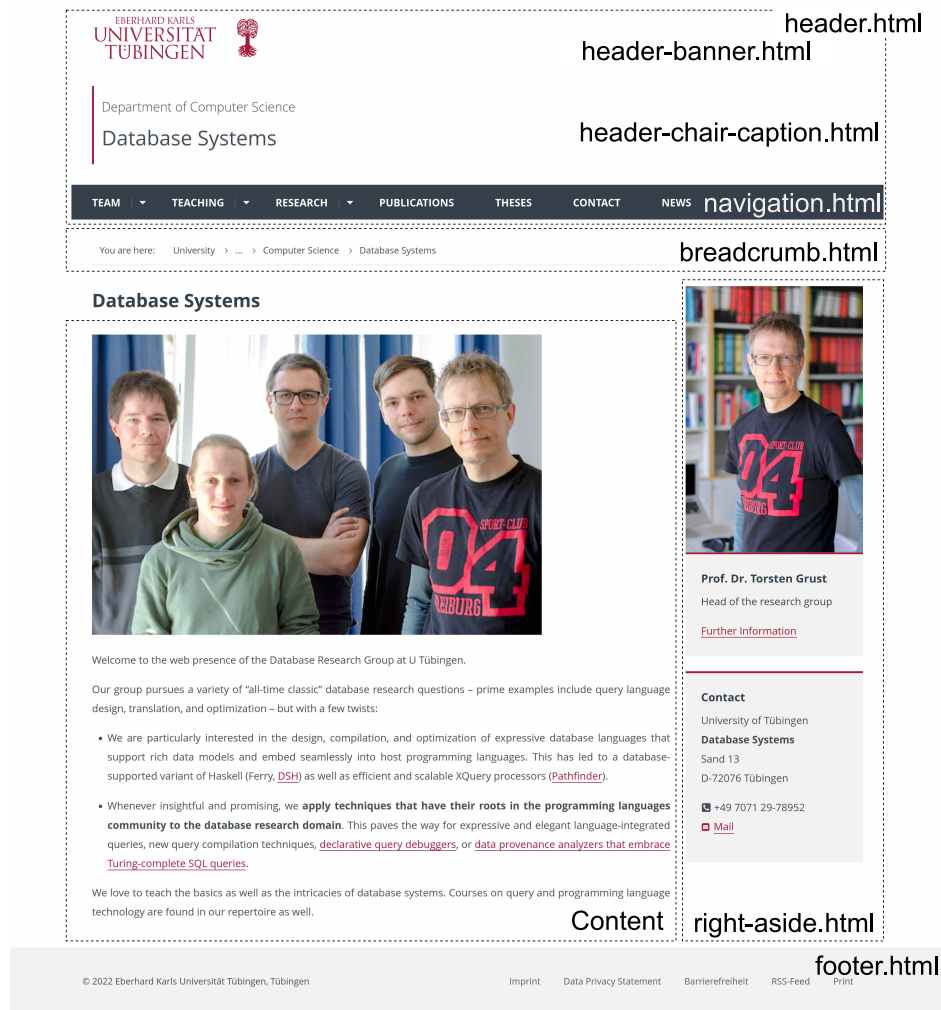 EBERHARD KARLS
UNIVERSITÄT
TÜBINGEN
header.html
header-banner.html
Department of Computer Science
Database Systems
header-chair-caption.html
TEAM TEACHING RESEARCH PUBLICATIONS THESES CONTACT NEWS navigation.html
You are here: University > ... > Computer Science > Database Systems
breadcrumb.html
Database Systems
SPORT-CLUB
04
FREIBURG
Welcome to the web presence of the Database Research Group at U Tübingen.
Our group pursues a variety of “all-time classic” database research questions – prime examples include query language
design, translation, and optimization – but with a few twists:
• We are particularly interested in the design, compilation, and optimization of expressive database languages that
support rich data models and embed seamlessly into host programming languages. This has led to a database-
supported variant of Haskell (Ferry, DSH) as well as efficient and scalable XQuery processors (Pathfinder).
• Whenever insightful and promising, we apply techniques that have their roots in the programming languages
community to the database research domain. This paves the way for expressive and elegant language-integrated
queries, new query compilation techniques, declarative query debuggers, or data provenance analyzers that embrace
Turing-complete SQL queries.
We love to teach the basics as well as the intricacies of database systems. Courses on query and programming language
technology are found in our repertoire as well.
Content
SPORT-CLUB
04
Prof. Dr. Torsten Grust
Head of the research group
Further Information
Contact
University of Tübingen
Database Systems
Sand 13
D-72076 Tübingen
+49 7071 29-78952
Mail
right-aside.html
footer.html
© 2022 Eberhard Karls Universität Tübingen, Tübingen
Imprint Data Privacy Statement Barrierefreiheit RSS-Feed Print